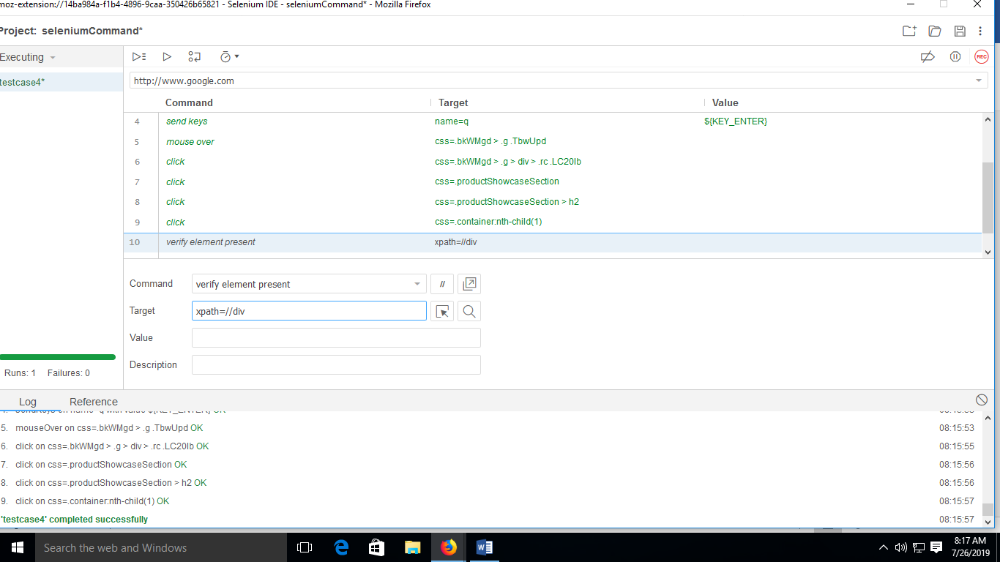 moz-extension://14ba984a-f1b4-4896-9caa-350426b65821 - Selenium IDE - seleniumCommand* - Mozilla Firefox
Project: seleniumCommand*
Executing
testcase4*
http://www.google.com
Command Target Value
4 send keys name=q ${KEY_ENTER}
5 mouse over css=.bkWMgd > .g .TbwUpd
6 click css=.bkWMgd > .g > div > .rc .LC20lb
7 click css=.productShowcaseSection
8 click css=.productShowcaseSection > h2
9 click css=.container:nth-child(1)
10 verify element present xpath=//div
Command verify element present //
Target xpath=//div
Value
Description
Runs: 1 Failures: 0
REC
Log Reference
5. mouseOver on css=.bkWMgd > .g .TbwUpd OK 08:15:53
6. click on css=.bkWMgd > .g > div > .rc .LC20lb OK 08:15:55
7. click on css=.productShowcaseSection OK 08:15:56
8. click on css=.productShowcaseSection > h2 OK 08:15:56
9. click on css=.container:nth-child(1) OK 08:15:57
'testcase4' completed successfully 08:15:57
Search the web and Windows
8:17 AM
7/26/2019